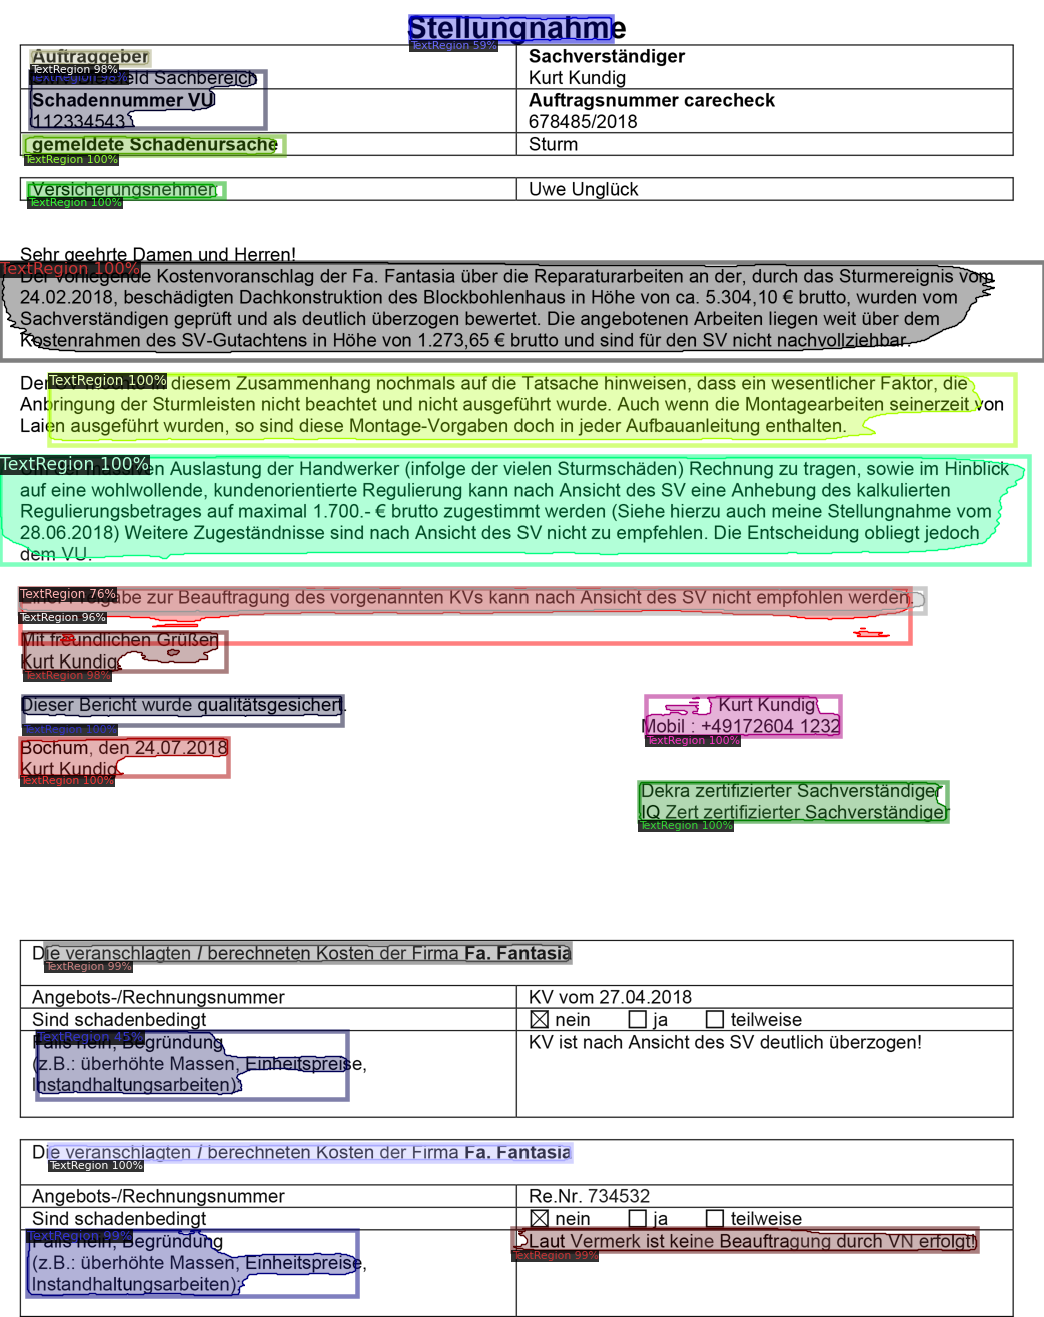 Stellungnahme
TextRegion 59%
Auftraggeber
Sachverständiger
TextRegion 98%
TextRegion 98%
Sachbereich
Kurt Kundig
Schadennummer VU
Auftragsnummer carecheck
112334543
678485/2018
gemeldete Schadenursache
Sturm
TextRegion 100%
Versicherungsnehmer
Uwe Unglück
TextRegion 100%
Sehr geehrte Damen und Herren!
TextRegion 100%
Der vorliegende Kostenvoranschlag der Fa. Fantasia über die Reparaturarbeiten an der, durch das Sturmereignis vom
24.02.2018, beschädigten Dachkonstruktion des Blockbohlenhaus in Höhe von ca. 5.304,10 € brutto, wurden vom
Sachverständigen geprüft und als deutlich überzogen bewertet. Die angebotenen Arbeiten liegen weit über dem
Kostenrahmen des SV-Gutachtens in Höhe von 1.273,65 € brutto und sind für den SV nicht nachvollziehbar.
TextRegion 100%
Der diesem Zusammenhang nochmals auf die Tatsache hinweisen, dass ein wesentlicher Faktor, die
Anbringung der Sturmleisten nicht beachtet und nicht ausgeführt wurde. Auch wenn die Montagearbeiten seinerzeit von
Laien ausgeführt wurden, so sind diese Montage-Vorgaben doch in jeder Aufbauanleitung enthalten.
TextRegion 100%
Auslastung der Handwerker (infolge der vielen Sturmschäden) Rechnung zu tragen, sowie im Hinblick
auf eine wohlwollende, kundenorientierte Regulierung kann nach Ansicht des SV eine Anhebung des kalkulierten
Regulierungsbetrages auf maximal 1.700.- € brutto zugestimmt werden (Siehe hierzu auch meine Stellungnahme vom
28.06.2018) Weitere Zugeständnisse sind nach Ansicht des SV nicht zu empfehlen. Die Entscheidung obliegt jedoch
dem VU.
TextRegion 76%
zur Beauftragung des vorgenannten KVs kann nach Ansicht des SV nicht empfohlen werden.
TextRegion 96%
Mit freundlichen Grüßen
Kurt Kundig
TextRegion 98%
Dieser Bericht wurde qualitätsgesichert.
Kurt Kundig
TextRegion 100%
Mobil : +49172604 1232
TextRegion 100%
Bochum, den 24.07.2018
Kurt Kundig
TextRegion 100%
Dekra zertifizierter Sachverständiger
IQ Zert zertifizierter Sachverständiger
TextRegion 100%
Die veranschlagten / berechneten Kosten der Firma Fa. Fantasia
TextRegion 99%
Angebots-/Rechnungsnummer
KV vom 27.04.2018
Sind schadenbedingt
nein ja teilweise
TextRegion 45%
Falls nein, Begründung
KV ist nach Ansicht des SV deutlich überzogen!
(z.B.: überhöhte Massen, Einheitspreise,
Instandhaltungsarbeiten)
Die veranschlagten / berechneten Kosten der Firma Fa. Fantasia
TextRegion 100%
Angebots-/Rechnungsnummer
Re.Nr. 734532
Sind schadenbedingt
nein ja teilweise
TextRegion 99%
Falls nein, Begründung
Laut Vermerk ist keine Beauftragung durch VN erfolgt!
TextRegion 99%
(z.B.: überhöhte Massen, Einheitspreise,
Instandhaltungsarbeiten)